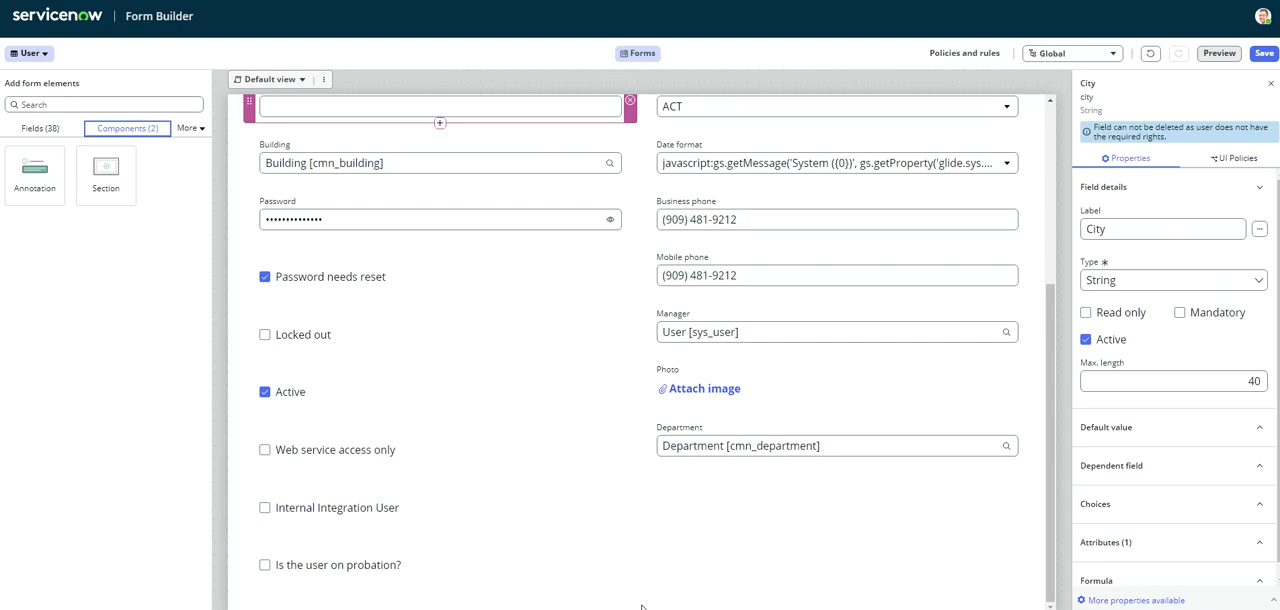 servicenow | Form Builder
User
Forms
Policies and rules
Global
Preview
Save
Add form elements
Search
Fields (38)
Components (2)
More
Annotation
Section
Default view
ACT
Building
Building [cmn_building]
Date format
javascript:gs.getMessage('System ({0})', gs.getProperty('glide.sys....
Password
••••••••••••••
Business phone
(909) 481-9212
Password needs reset
Mobile phone
(909) 481-9212
Locked out
Manager
User [sys_user]
Photo
Attach image
Active
Department
Department [cmn_department]
Web service access only
Internal Integration User
Is the user on probation?
City
city
String
Field can not be deleted as user does not have
the required rights.
Properties
UI Policies
Field details
Label
City
Type
String
Read only
Mandatory
Active
Max. length
40
Default value
Dependent field
Choices
Attributes (1)
Formula
More properties available